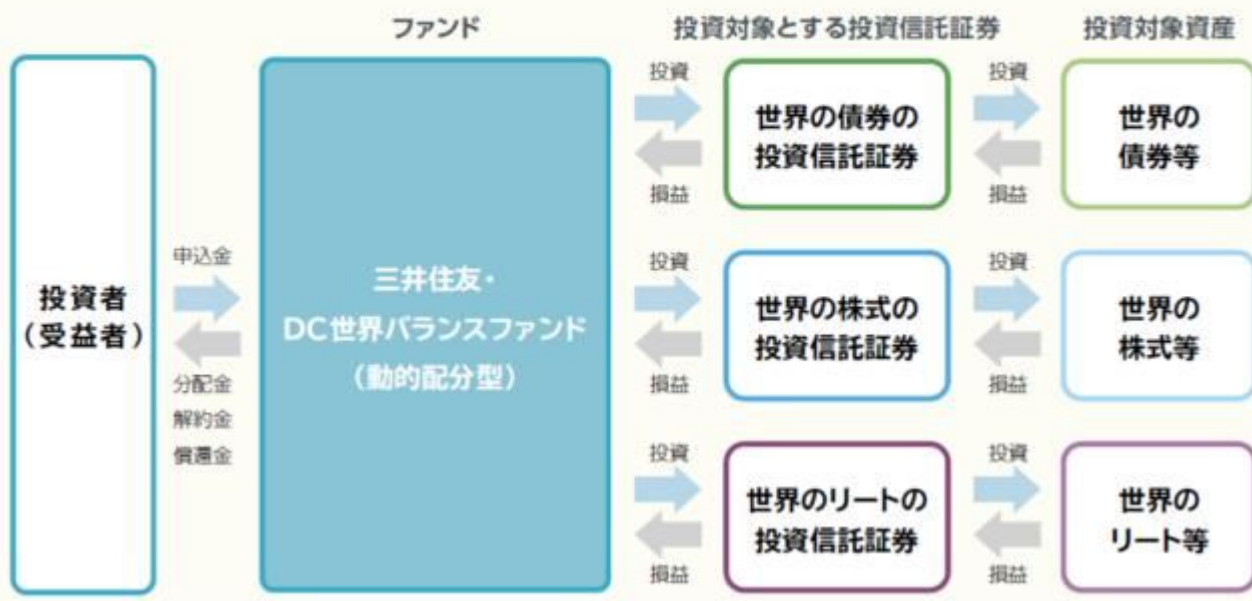 ファンド
投資対象とする投資信託証券
投資対象資産
投資者
（受益者）
申込金
分配金
解約金
償還金
三井住友・
DC世界バランスファンド
（動的配分型）
投資
損益
世界の債券の
投資信託証券
投資
損益
世界の
債券等
投資
損益
世界の株式の
投資信託証券
投資
損益
世界の
株式等
投資
損益
世界のリートの
投資信託証券
投資
損益
世界の
リート等